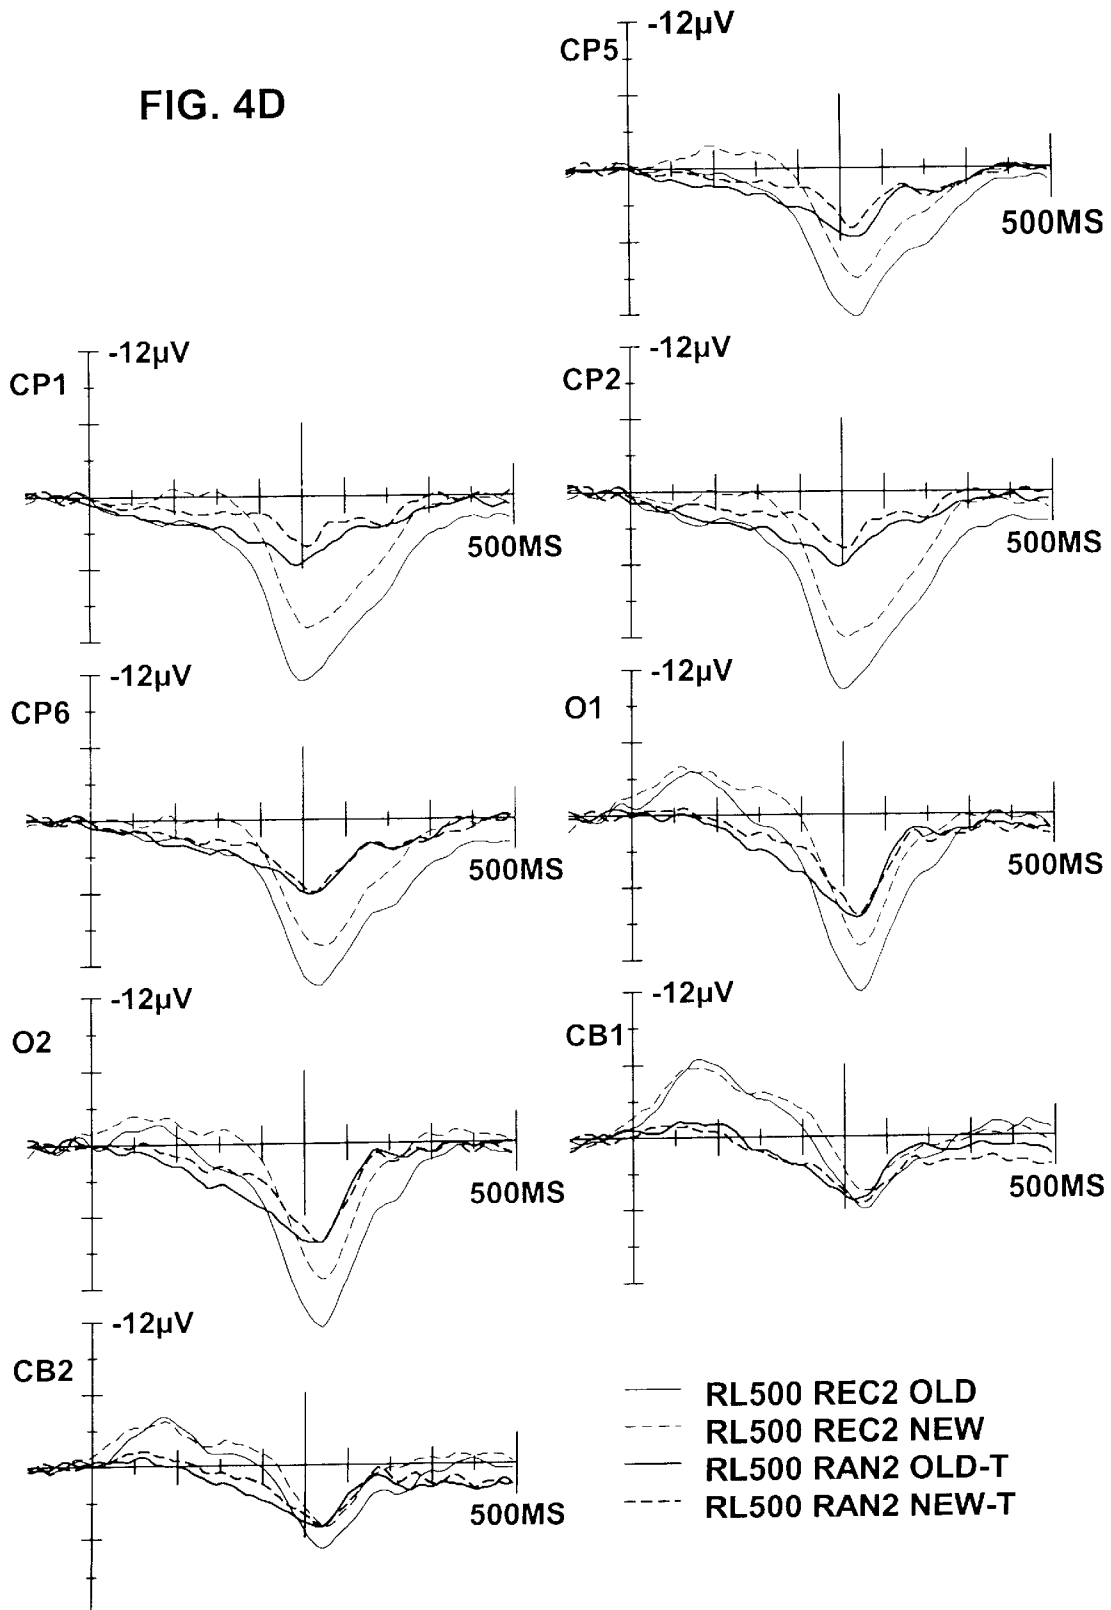 FIG. 4D
CP5
-12µV
500MS
CP1
-12µV
500MS
CP2
-12µV
500MS
CP6
-12µV
500MS
O1
-12µV
500MS
O2
-12µV
500MS
CB1
-12µV
500MS
CB2
-12µV
500MS
RL500 REC2 OLD
RL500 REC2 NEW
RL500 RAN2 OLD-T
RL500 RAN2 NEW-T